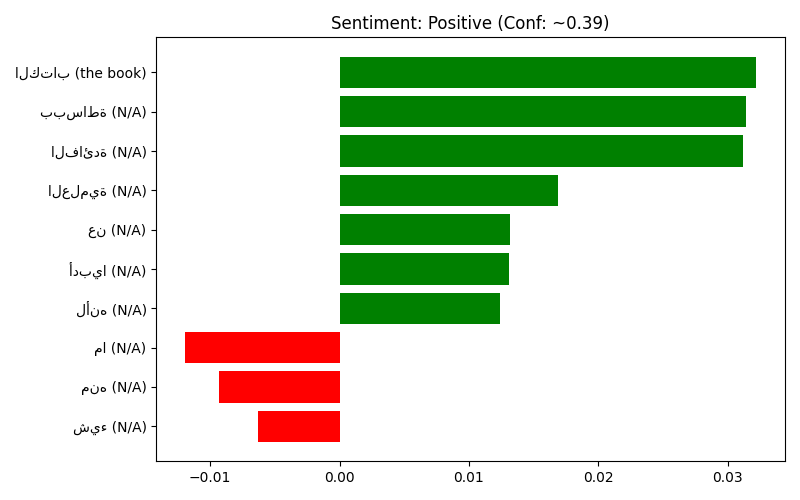 Sentiment: Positive (Conf: ~0.39)
الكتاب (the book)
ببساطة (N/A)
الفائدة (N/A)
العلمية (N/A)
عن (N/A)
أدبيا (N/A)
لأنه (N/A)
ما (N/A)
منه (N/A)
شيء (N/A)
−0.01 0.00 0.01 0.02 0.03